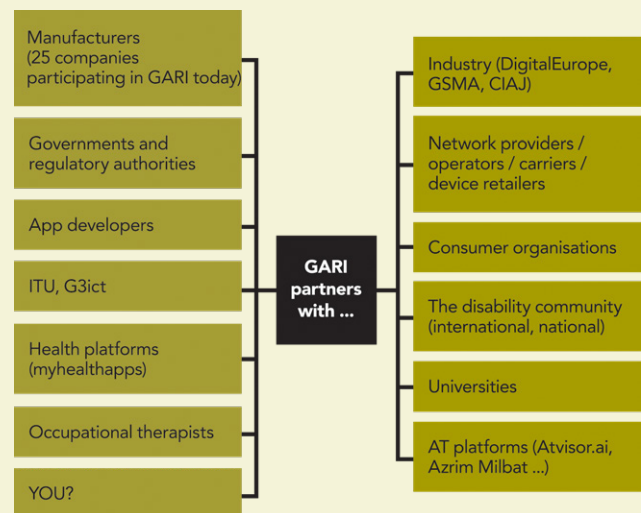 Manufacturers
(25 companies
participating in GARI today)
Governments and
regulatory authorities
App developers
ITU, G3ict
Health platforms
(myhealthapps)
Occupational therapists
YOU?
GARI
partners
with ...
Industry (DigitalEurope,
GSMA, CIAJ)
Network providers /
operators / carriers /
device retailers
Consumer organisations
The disability community
(international, national)
Universities
AT platforms (Atvisor.ai,
Azrim Milbat ...)